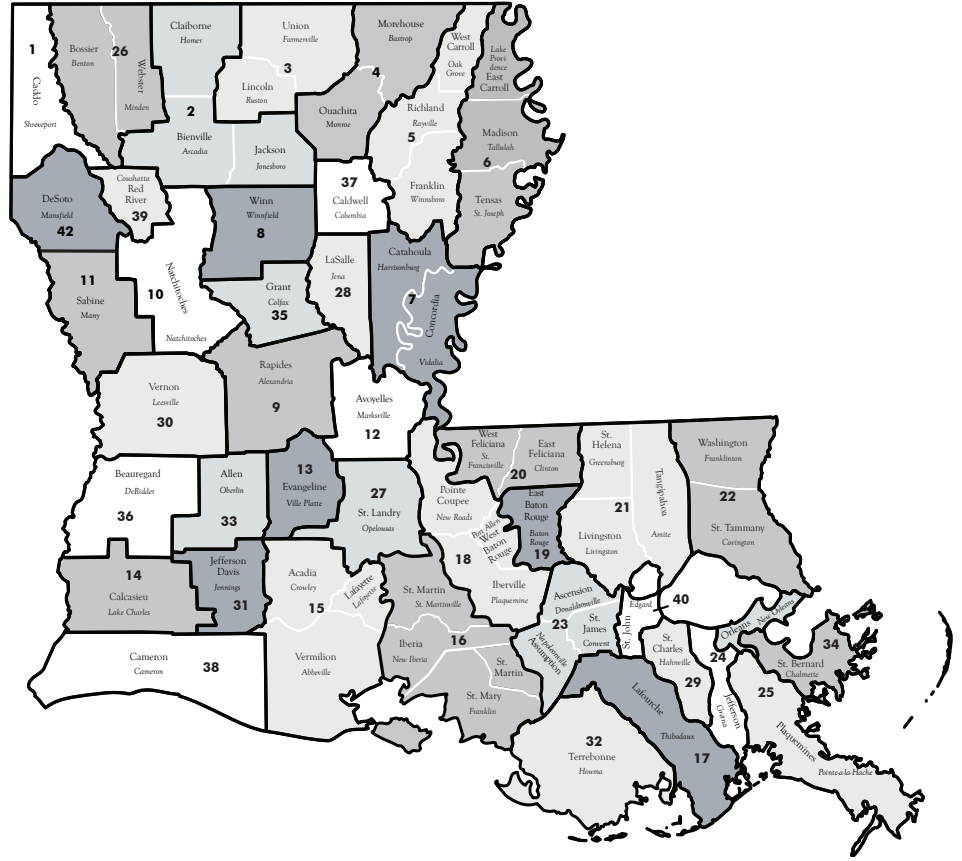 1
Caddo
Shreveport
Bossier
Benton
26
Webster
Minden
Claiborne
Homer
2
Bienville
Arcadia
Jackson
Jonesboro
Union
Farmerville
3
Lincoln
Ruston
Morehouse
Bastrop
4
Ouachita
Monroe
West
Carroll
Oak
Grove
Lake
Provi-
dence
East
Carroll
Richland
Rayville
5
Franklin
Winnsboro
Madison
Tallulah
6
Tensas
St. Joseph
DeSoto
Mansfield
42
Coushatta
Red
River
39
37
Caldwell
Columbia
Winn
Winnfield
8
11
Sabine
Many
10
Natchitoches
Natchitoches
Grant
Colfax
35
LaSalle
Jena
28
Catahoula
Harrisonburg
7
Concordia
Vidalia
Vernon
Leesville
30
Rapides
Alexandria
9
Avoyelles
Marksville
12
Beauregard
DeRidder
36
Allen
Oberlin
33
13
Evangeline
Ville Platte
27
St. Landry
Opelousas
Pointe
Coupee
New Roads
Port Allen
West
Baton
Rouge
18
Iberville
Plaquemine
West
Feliciana
St.
Francisville
20
East
Feliciana
Clinton
East
Baton
Rouge
Baton
Rouge
19
St.
Helena
Greensburg
21
Tangipahoa
Amite
Livingston
Livingston
Washington
Franklinton
22
St. Tammany
Covington
14
Calcasieu
Lake Charles
Jefferson
Davis
Jennings
31
Acadia
Crowley
15
Lafayette
Lafayette
Vermilion
Abbeville
Cameron
Cameron
38
St. Martin
St. Martinville
Iberia
New Iberia
16
St.
Martin
St. Mary
Franklin
Ascension
Donaldsonville
23
St.
James
Convent
Napoleonville
Assumption
Edgard
St. John
40
St.
Charles
Hahnville
29
24
Jefferson
Gretna
Orleans
New Orleans
St. Bernard
Chalmette
34
25
Plaquemines
Pointe-a-la-Hache
Lafourche
Thibodaux
17
32
Terrebonne
Houma